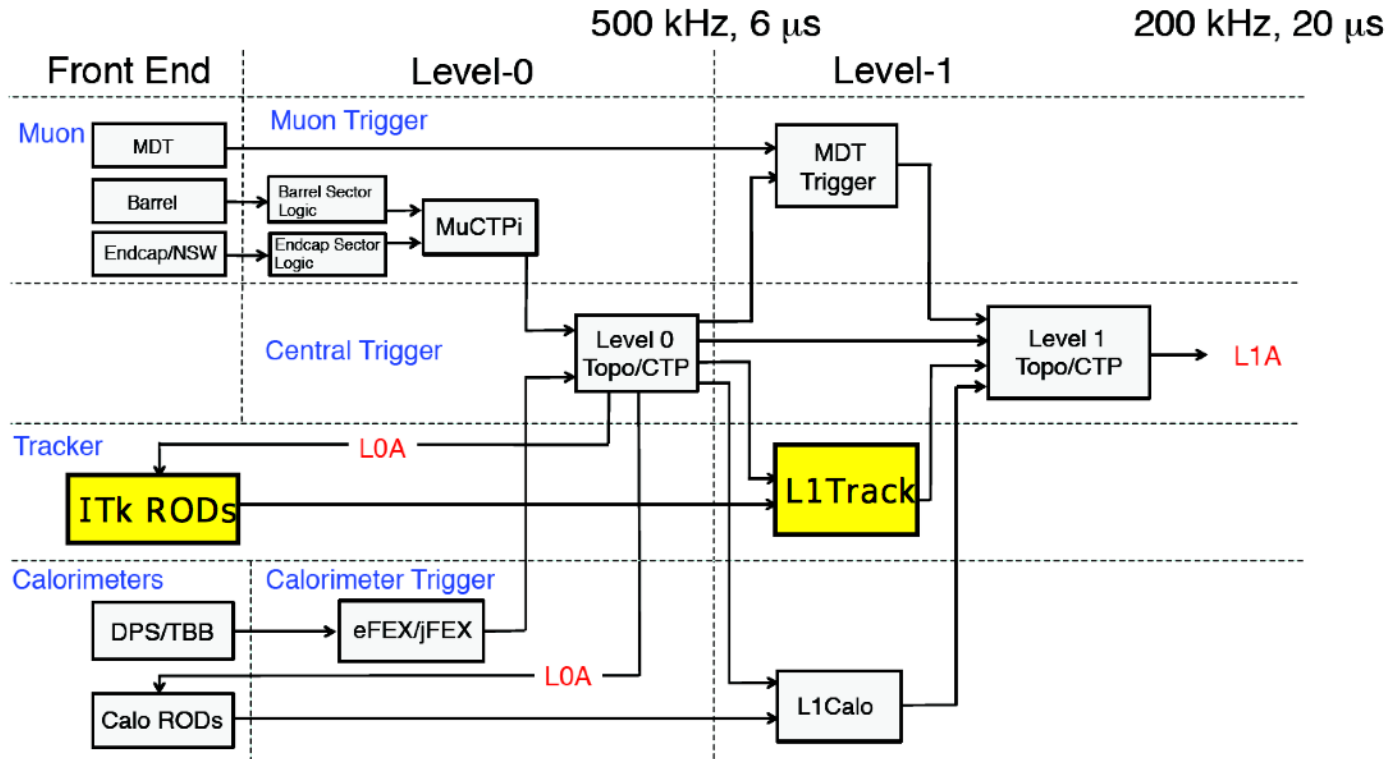 500 kHz, 6 μs
200 kHz, 20 μs
Front End
Level-0
Level-1
Muon
Muon Trigger
MDT
MDT
Trigger
Barrel
Barrel Sector
Logic
MuCTPi
Endcap/NSW
Endcap Sector
Logic
Central Trigger
Level 0
Topo/CTP
Level 1
Topo/CTP
L1A
Tracker
L0A
ITk RODs
L1Track
Calorimeters
Calorimeter Trigger
DPS/TBB
eFEX/jFEX
L0A
Calo RODs
L1Calo